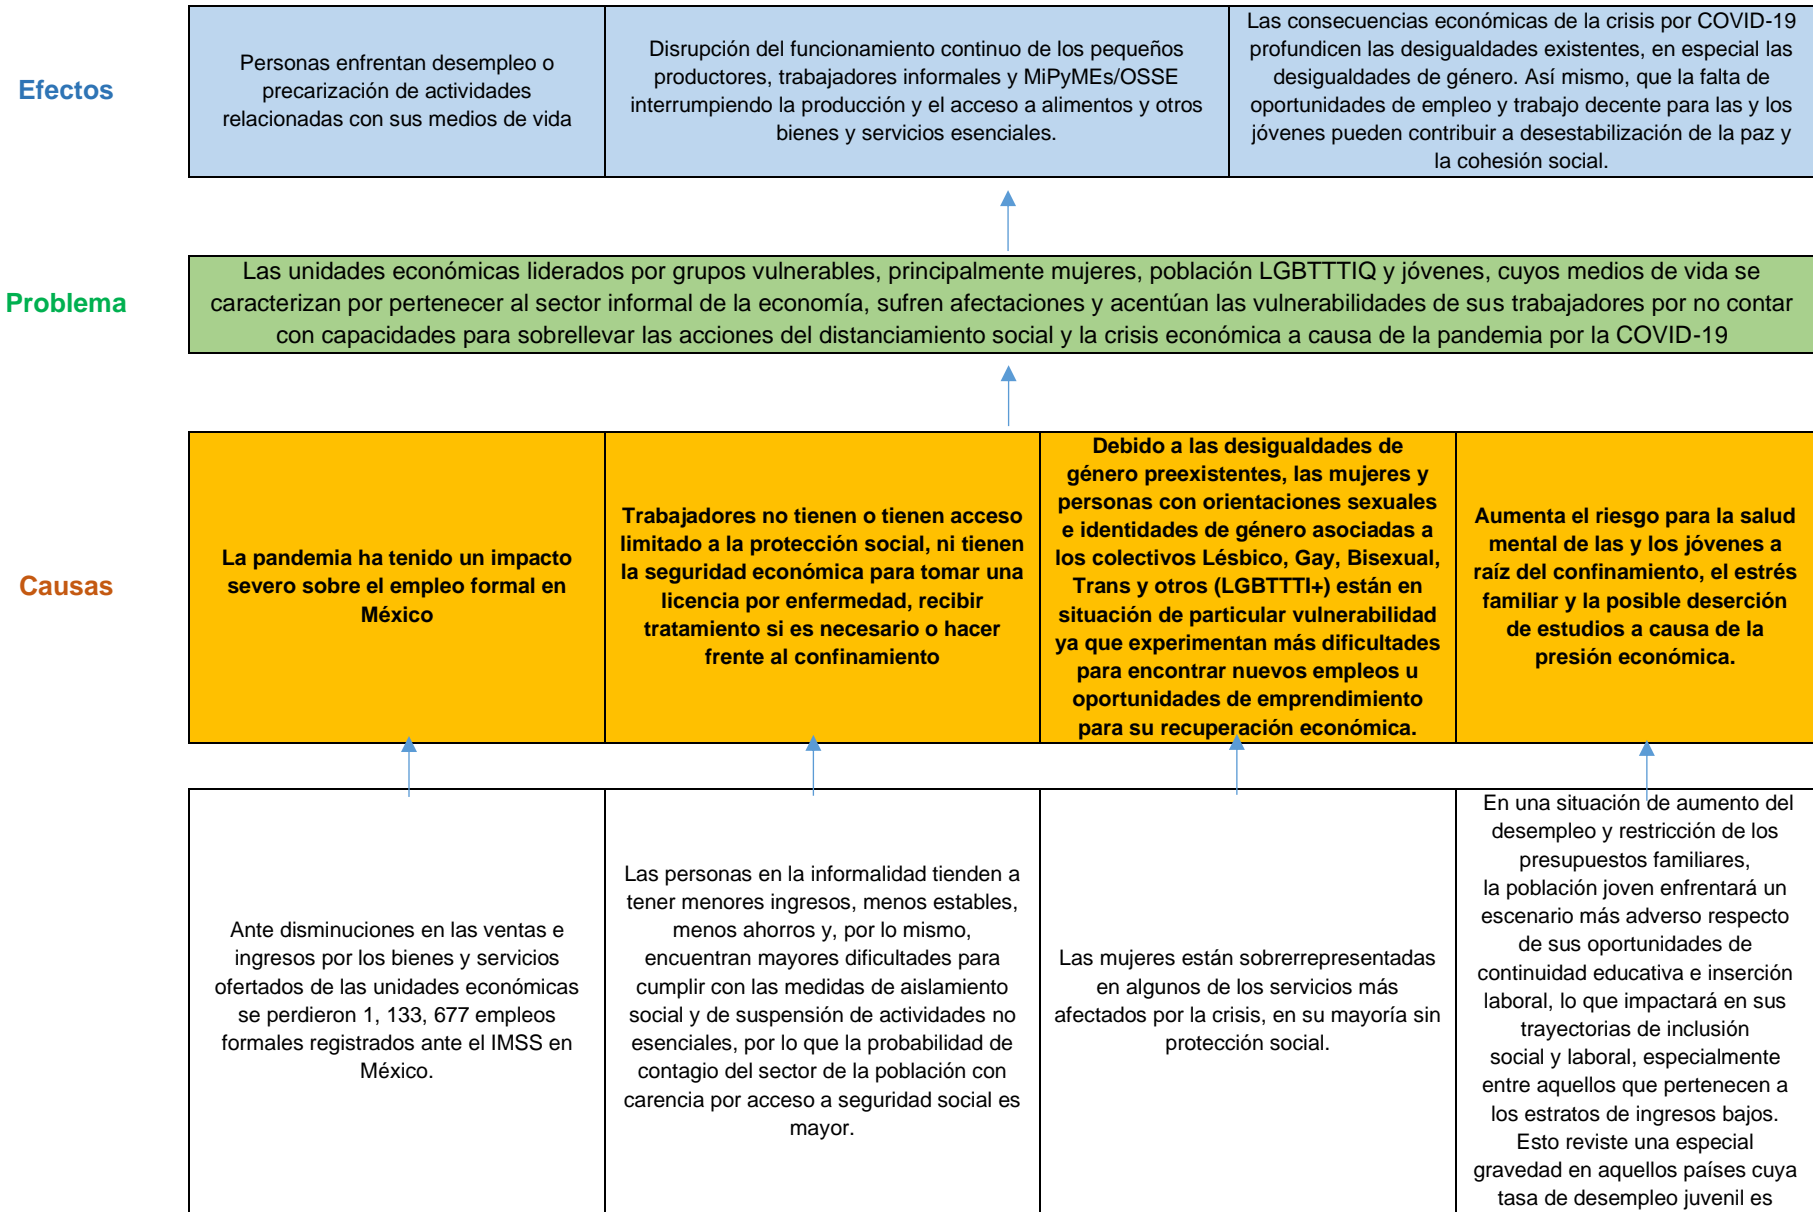 Efectos
Personas enfrentan desempleo o
precarización de actividades
relacionadas con sus medios de vida
Disrupción del funcionamiento continuo de los pequeños
productores, trabajadores informales y MiPyMEs/OSSE
interrumpiendo la producción y el acceso a alimentos y otros
bienes y servicios esenciales.
Las consecuencias económicas de la crisis por COVID-19
profundicen las desigualdades existentes, en especial las
desigualdades de género. Así mismo, que la falta de
oportunidades de empleo y trabajo decente para las y los
jóvenes pueden contribuir a desestabilización de la paz y
la cohesión social.
Problema
Las unidades económicas liderados por grupos vulnerables, principalmente mujeres, población LGBTTTIQ y jóvenes, cuyos medios de vida se
caracterizan por pertenecer al sector informal de la economía, sufren afectaciones y acentúan las vulnerabilidades de sus trabajadores por no contar
con capacidades para sobrellevar las acciones del distanciamiento social y la crisis económica a causa de la pandemia por la COVID-19
Causas
La pandemia ha tenido un impacto
severo sobre el empleo formal en
México
Trabajadores no tienen o tienen acceso
limitado a la protección social, ni tienen
la seguridad económica para tomar una
licencia por enfermedad, recibir
tratamiento si es necesario o hacer
frente al confinamiento
Debido a las desigualdades de
género preexistentes, las mujeres y
personas con orientaciones sexuales
e identidades de género asociadas a
los colectivos Lésbico, Gay, Bisexual,
Trans y otros (LGBTTTI+) están en
situación de particular vulnerabilidad
ya que experimentan más dificultades
para encontrar nuevos empleos u
oportunidades de emprendimiento
para su recuperación económica.
Aumenta el riesgo para la salud
mental de las y los jóvenes a
raíz del confinamiento, el estrés
familiar y la posible deserción
de estudios a causa de la
presión económica.
Ante disminuciones en las ventas e
ingresos por los bienes y servicios
ofertados de las unidades económicas
se perdieron 1, 133, 677 empleos
formales registrados ante el IMSS en
México.
Las personas en la informalidad tienden a
tener menores ingresos, menos estables,
menos ahorros y, por lo mismo,
encuentran mayores dificultades para
cumplir con las medidas de aislamiento
social y de suspensión de actividades no
esenciales, por lo que la probabilidad de
contagio del sector de la población con
carencia por acceso a seguridad social es
mayor.
Las mujeres están sobrerrepresentadas
en algunos de los servicios más
afectados por la crisis, en su mayoría sin
protección social.
En una situación de aumento del
desempleo y restricción de los
presupuestos familiares,
la población joven enfrentará un
escenario más adverso respecto
de sus oportunidades de
continuidad educativa e inserción
laboral, lo que impactará en sus
trayectorias de inclusión
social y laboral, especialmente
entre aquellos que pertenecen a
los estratos de ingresos bajos.
Esto reviste una especial
gravedad en aquellos países cuya
tasa de desempleo juvenil es